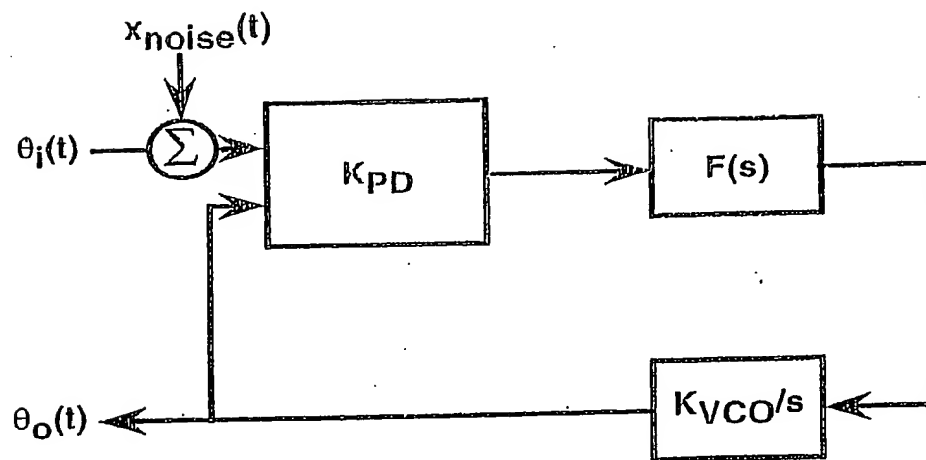 x_noise(t)
θ_i(t)
Σ
K_PD
F(s)
θ_o(t)
K_VCO/s